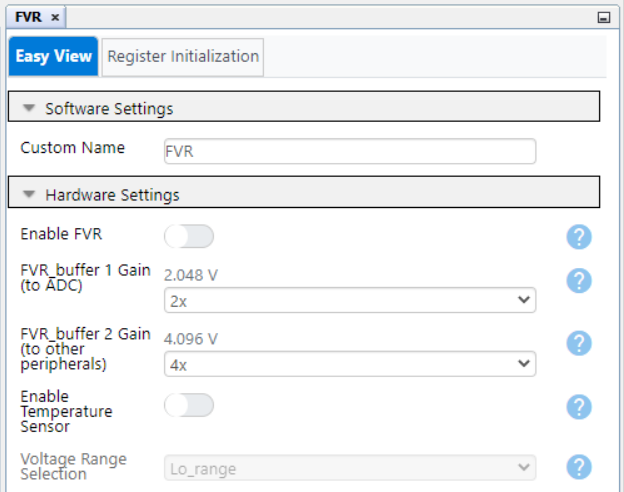 FVR ×
Easy View
Register Initialization
Software Settings
Custom Name
FVR
Hardware Settings
Enable FVR
?
FVR_buffer 1 Gain
(to ADC)
2.048 V
2x
?
FVR_buffer 2 Gain
(to other
peripherals)
4.096 V
4x
?
Enable
Temperature
Sensor
?
Voltage Range
Selection
Lo_range
?